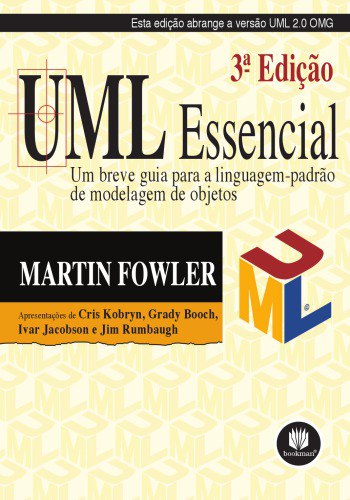 Esta edição abrange a versão UML 2.0 OMG
3ª Edição
UML Essencial
Um breve guia para a linguagem-padrão
de modelagem de objetos
MARTIN FOWLER
Apresentações de Cris Kobryn, Grady Booch,
Ivar Jacobson e Jim Rumbaugh
UML®
bookman®